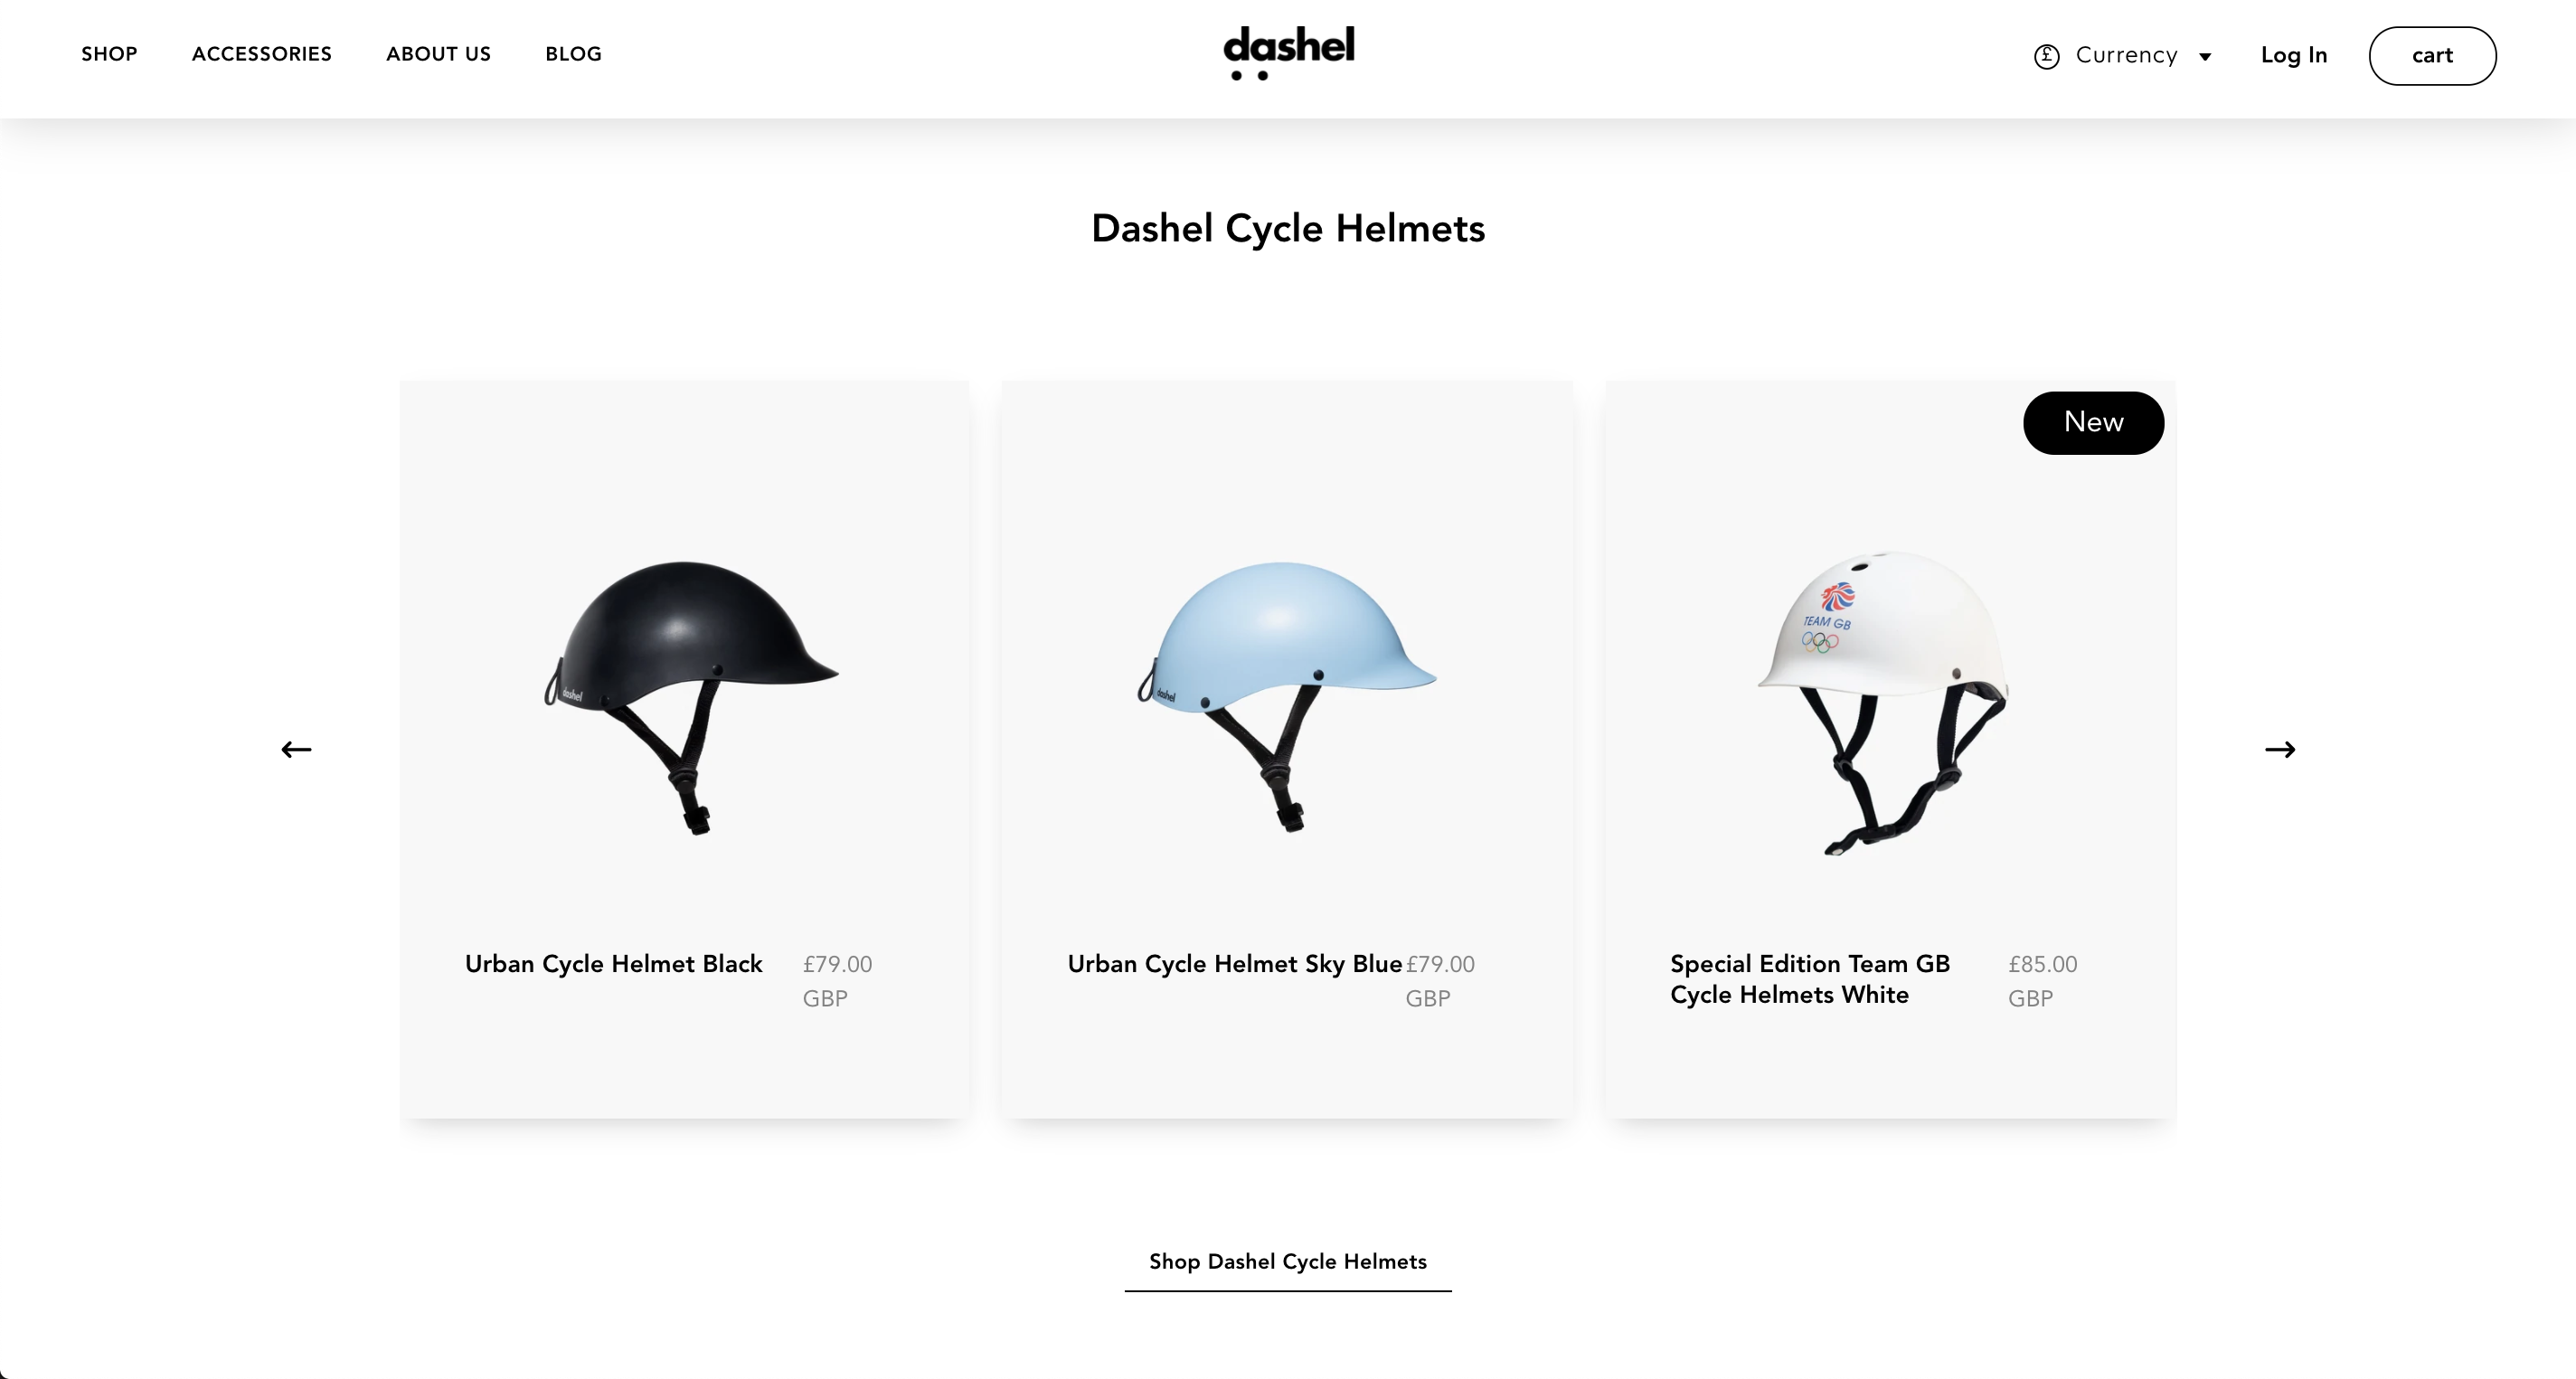 SHOP ACCESSORIES ABOUT US BLOG
dashel
£ Currency Log In cart
Dashel Cycle Helmets
New
dashel
dashel
TEAM GB
Urban Cycle Helmet Black £79.00
GBP
Urban Cycle Helmet Sky Blue £79.00
GBP
Special Edition Team GB £85.00
Cycle Helmets White GBP
Shop Dashel Cycle Helmets